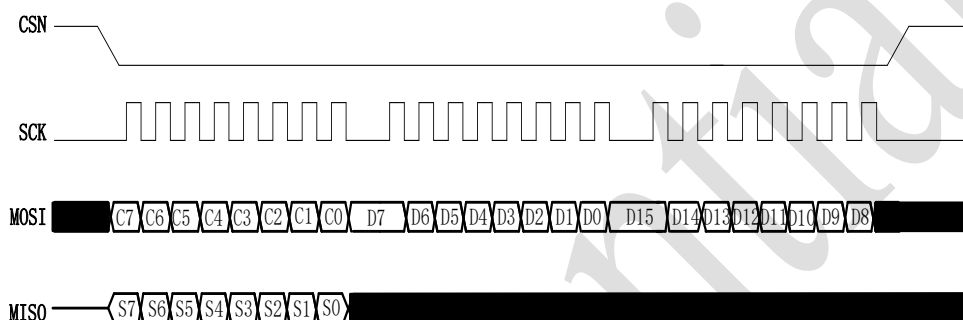 CSN
SCK
MOSI C7 C6 C5 C4 C3 C2 C1 C0 D7 D6 D5 D4 D3 D2 D1 D0 D15 D14 D13 D12 D11 D10 D9 D8
MISO S7 S6 S5 S4 S3 S2 S1 S0